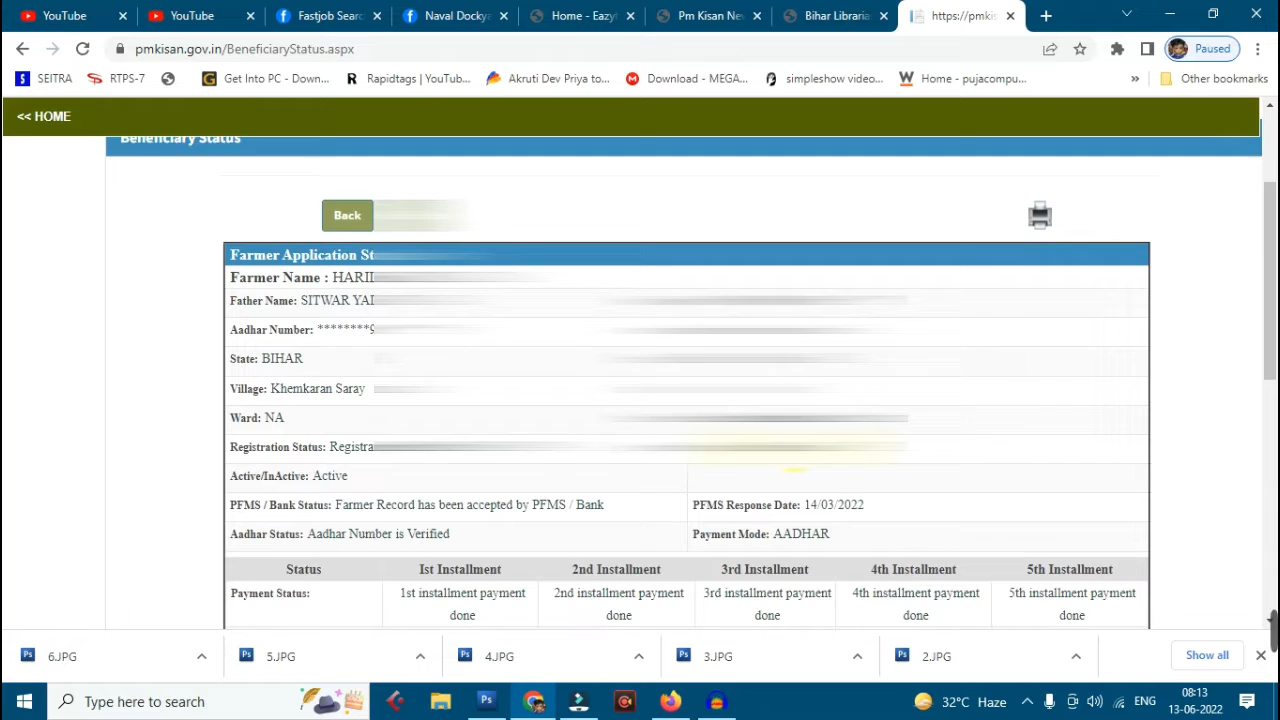 YouTube
YouTube
Fastjob Sear
Naval Dockya
Home - Eazyf
Pm Kisan Ne
Bihar Libraria
https://pmkis
pmkisan.gov.in/BeneficiaryStatus.aspx
Paused
SEITRA
RTPS-7
Get Into PC - Down...
Rapidtags | YouTub...
Akruti Dev Priya to...
Download - MEGA...
simpleshow video...
Home - pujacompu...
»
Other bookmarks
<< HOME
Beneficiary Status
Back
Farmer Application St
Farmer Name : HARII
Father Name: SITWAR YAI
Aadhar Number: ********9
State: BIHAR
Village: Khemkaran Saray
Ward: NA
Registration Status: Registra
Active/InActive: Active
PFMS / Bank Status: Farmer Record has been accepted by PFMS / Bank
PFMS Response Date: 14/03/2022
Aadhar Status: Aadhar Number is Verified
Payment Mode: AADHAR
Status Ist Installment 2nd Installment 3rd Installment 4th Installment 5th Installment
Payment Status: 1st installment payment done 2nd installment payment done 3rd installment payment done 4th installment payment done 5th installment payment done
6.JPG
5.JPG
4.JPG
3.JPG
2.JPG
Show all
Type here to search
32°C Haze
ENG
08:13
13-06-2022